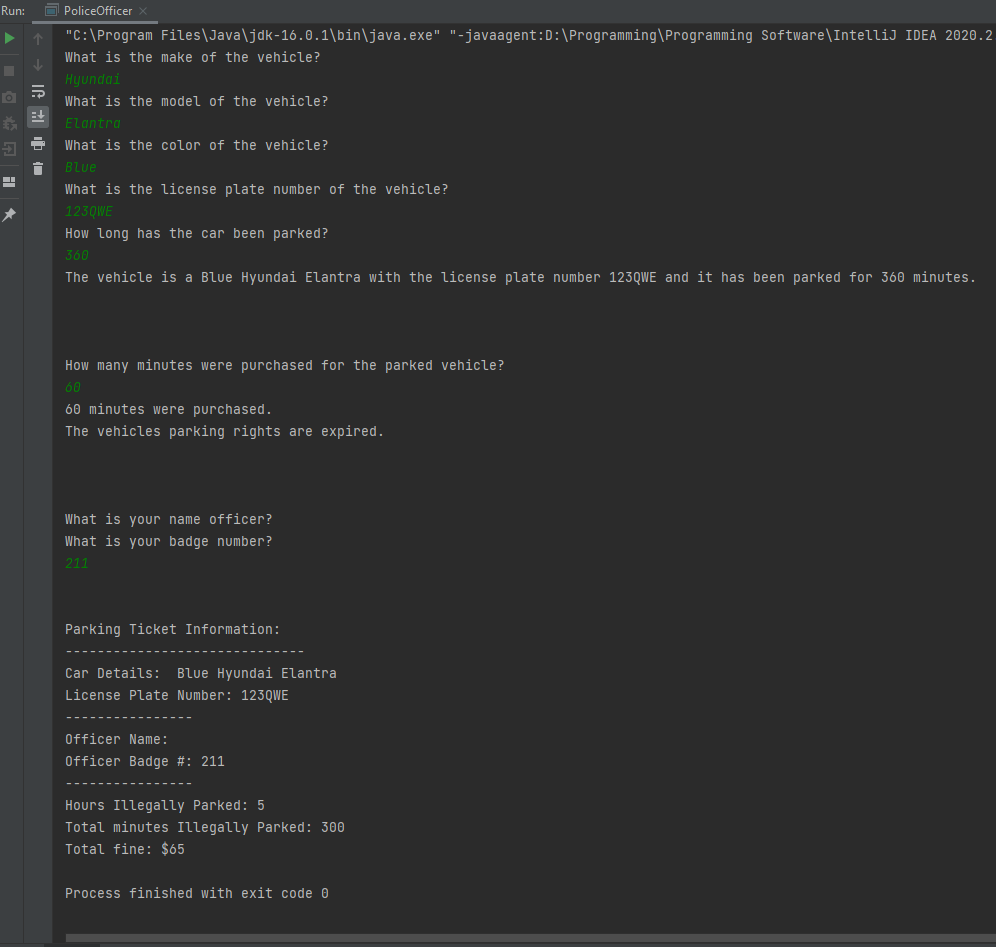 Run: PoliceOfficer
"C:\Program Files\Java\jdk-16.0.1\bin\java.exe" "-javaagent:D:\Programming\Programming Software\IntelliJ IDEA 2020.2
What is the make of the vehicle?
Hyundai
What is the model of the vehicle?
Elantra
What is the color of the vehicle?
Blue
What is the license plate number of the vehicle?
123QWE
How long has the car been parked?
360
The vehicle is a Blue Hyundai Elantra with the license plate number 123QWE and it has been parked for 360 minutes.
How many minutes were purchased for the parked vehicle?
60
60 minutes were purchased.
The vehicles parking rights are expired.
What is your name officer?
What is your badge number?
211
Parking Ticket Information:
------------------------------
Car Details:  Blue Hyundai Elantra
License Plate Number: 123QWE
----------------
Officer Name:
Officer Badge #: 211
----------------
Hours Illegally Parked: 5
Total minutes Illegally Parked: 300
Total fine: $65
Process finished with exit code 0